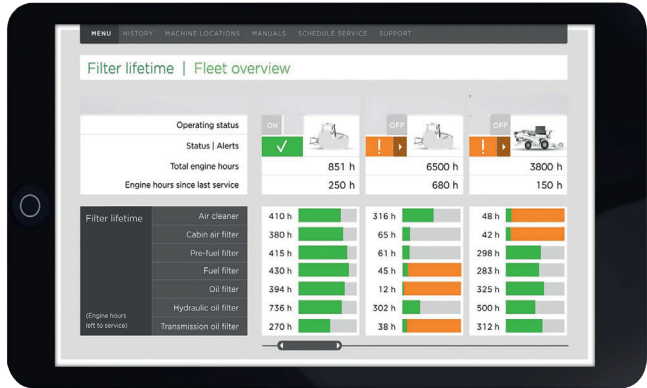 MENU HISTORY MACHINE LOCATIONS MANUALS SCHEDULE SERVICE SUPPORT
Filter lifetime | Fleet overview
Operating status ON OFF OFF
Status | Alerts ! !
Total engine hours 851 h 6500 h 3800 h
Engine hours since last service 250 h 680 h 150 h
Filter lifetime Air cleaner 410 h 316 h 48 h
Cabin air filter 380 h 65 h 42 h
Pre-fuel filter 415 h 61 h 298 h
Fuel filter 430 h 45 h 283 h
Oil filter 394 h 12 h 325 h
Hydraulic oil filter 736 h 302 h 500 h
(Engine hours
left to service) Transmission oil filter 270 h 38 h 312 h